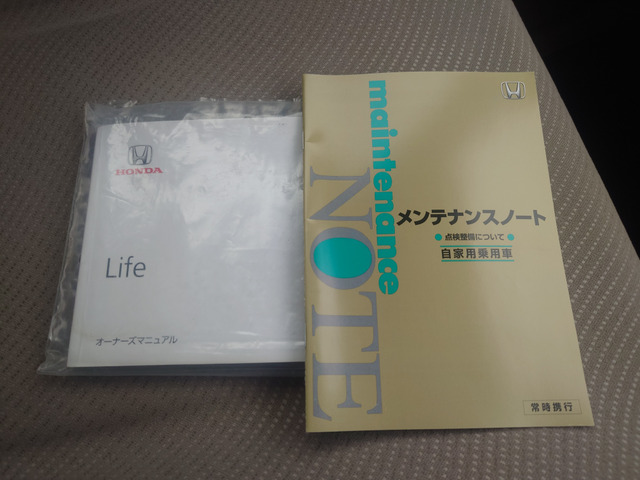 HONDA
Life
オーナーズマニュアル
maintenance
NOTE
メンテナンスノート
● 点検整備について ●
自家用乗用車
常時携行